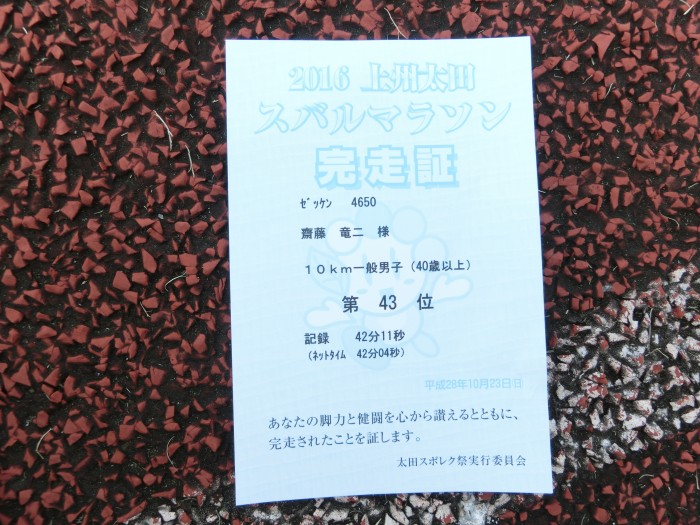 2016 上州太田
スバルマラソン
完走証
ｾﾞｯｹﾝ 4650
齋藤 竜二 様
１０ｋｍ一般男子（40歳以上）
第 43 位
記録 42分11秒
（ﾈｯﾄﾀｲﾑ 42分04秒）
平成28年10月23日日
あなたの脚力と健闘を心から讃えるとともに、
完走されたことを証します。
太田スポレク祭実行委員会